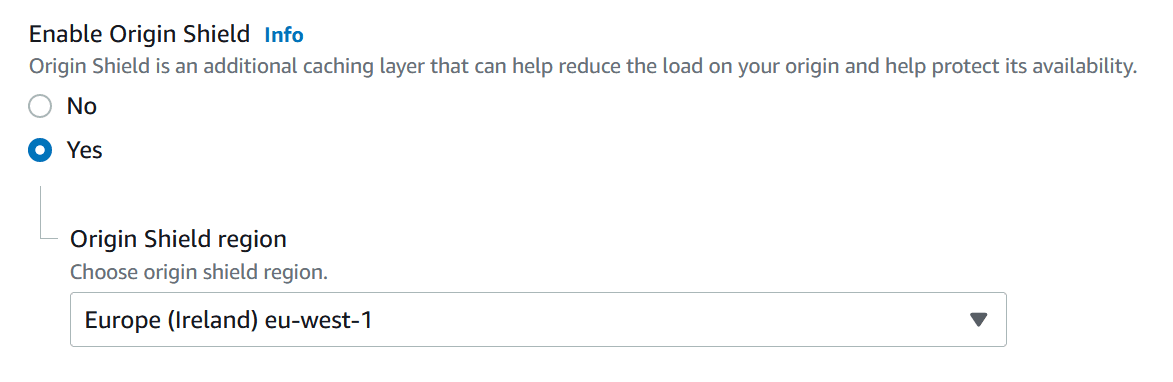 Enable Origin Shield Info
Origin Shield is an additional caching layer that can help reduce the load on your origin and help protect its availability.
No
Yes
Origin Shield region
Choose origin shield region.
Europe (Ireland) eu-west-1